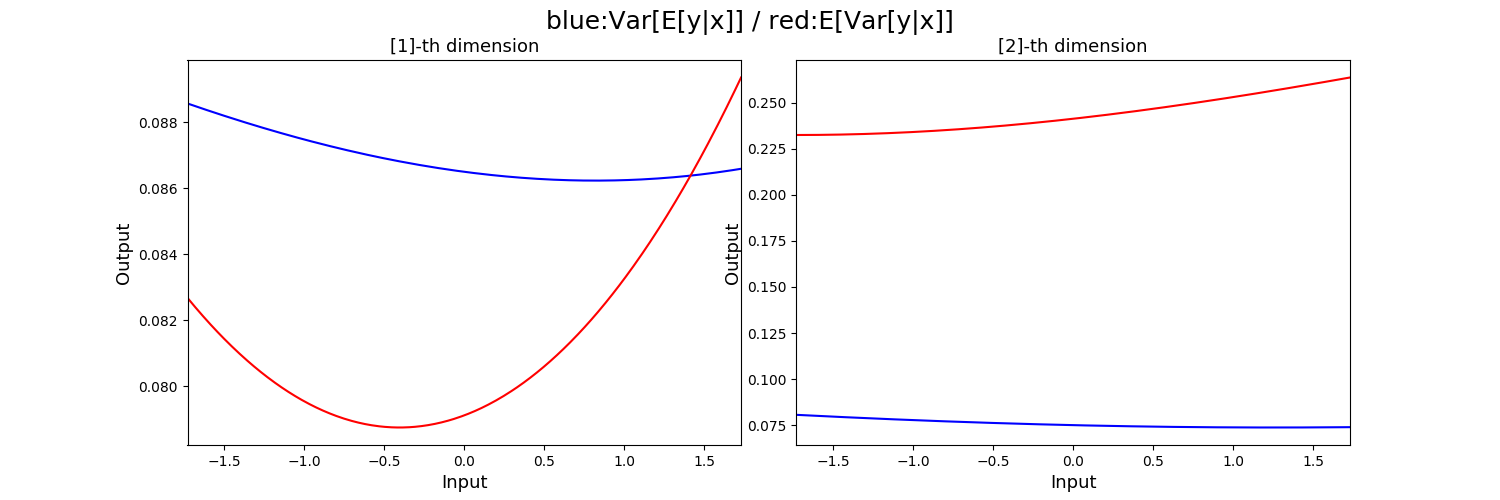 blue:Var[E[y|x]] / red:E[Var[y|x]]
[1]-th dimension
Output
0.088
0.086
0.084
0.082
0.080
−1.5 −1.0 −0.5 0.0 0.5 1.0 1.5
Input
[2]-th dimension
Output
0.250
0.225
0.200
0.175
0.150
0.125
0.100
0.075
−1.5 −1.0 −0.5 0.0 0.5 1.0 1.5
Input